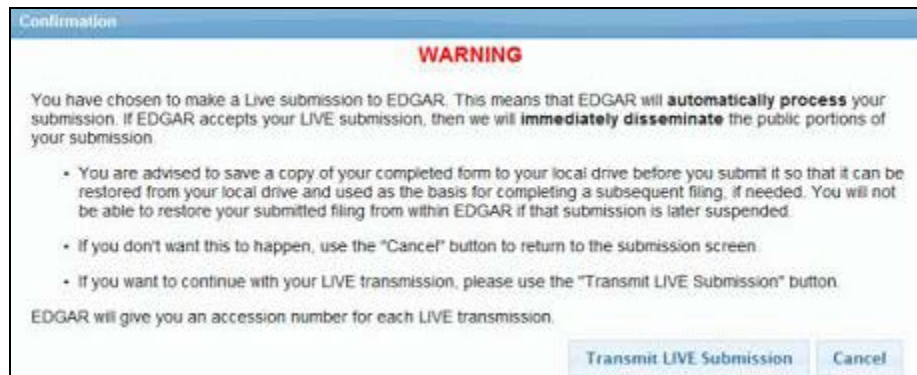 Confirmation
WARNING
You have chosen to make a Live submission to EDGAR. This means that EDGAR will automatically process your
submission. If EDGAR accepts your LIVE submission, then we will immediately disseminate the public portions of
your submission.
• You are advised to save a copy of your completed form to your local drive before you submit it so that it can be
restored from your local drive and used as the basis for completing a subsequent filing, if needed. You will not
be able to restore your submitted filing from within EDGAR if that submission is later suspended.
• If you don't want this to happen, use the "Cancel" button to return to the submission screen.
• If you want to continue with your LIVE transmission, please use the "Transmit LIVE Submission" button.
EDGAR will give you an accession number for each LIVE transmission.
Transmit LIVE Submission Cancel